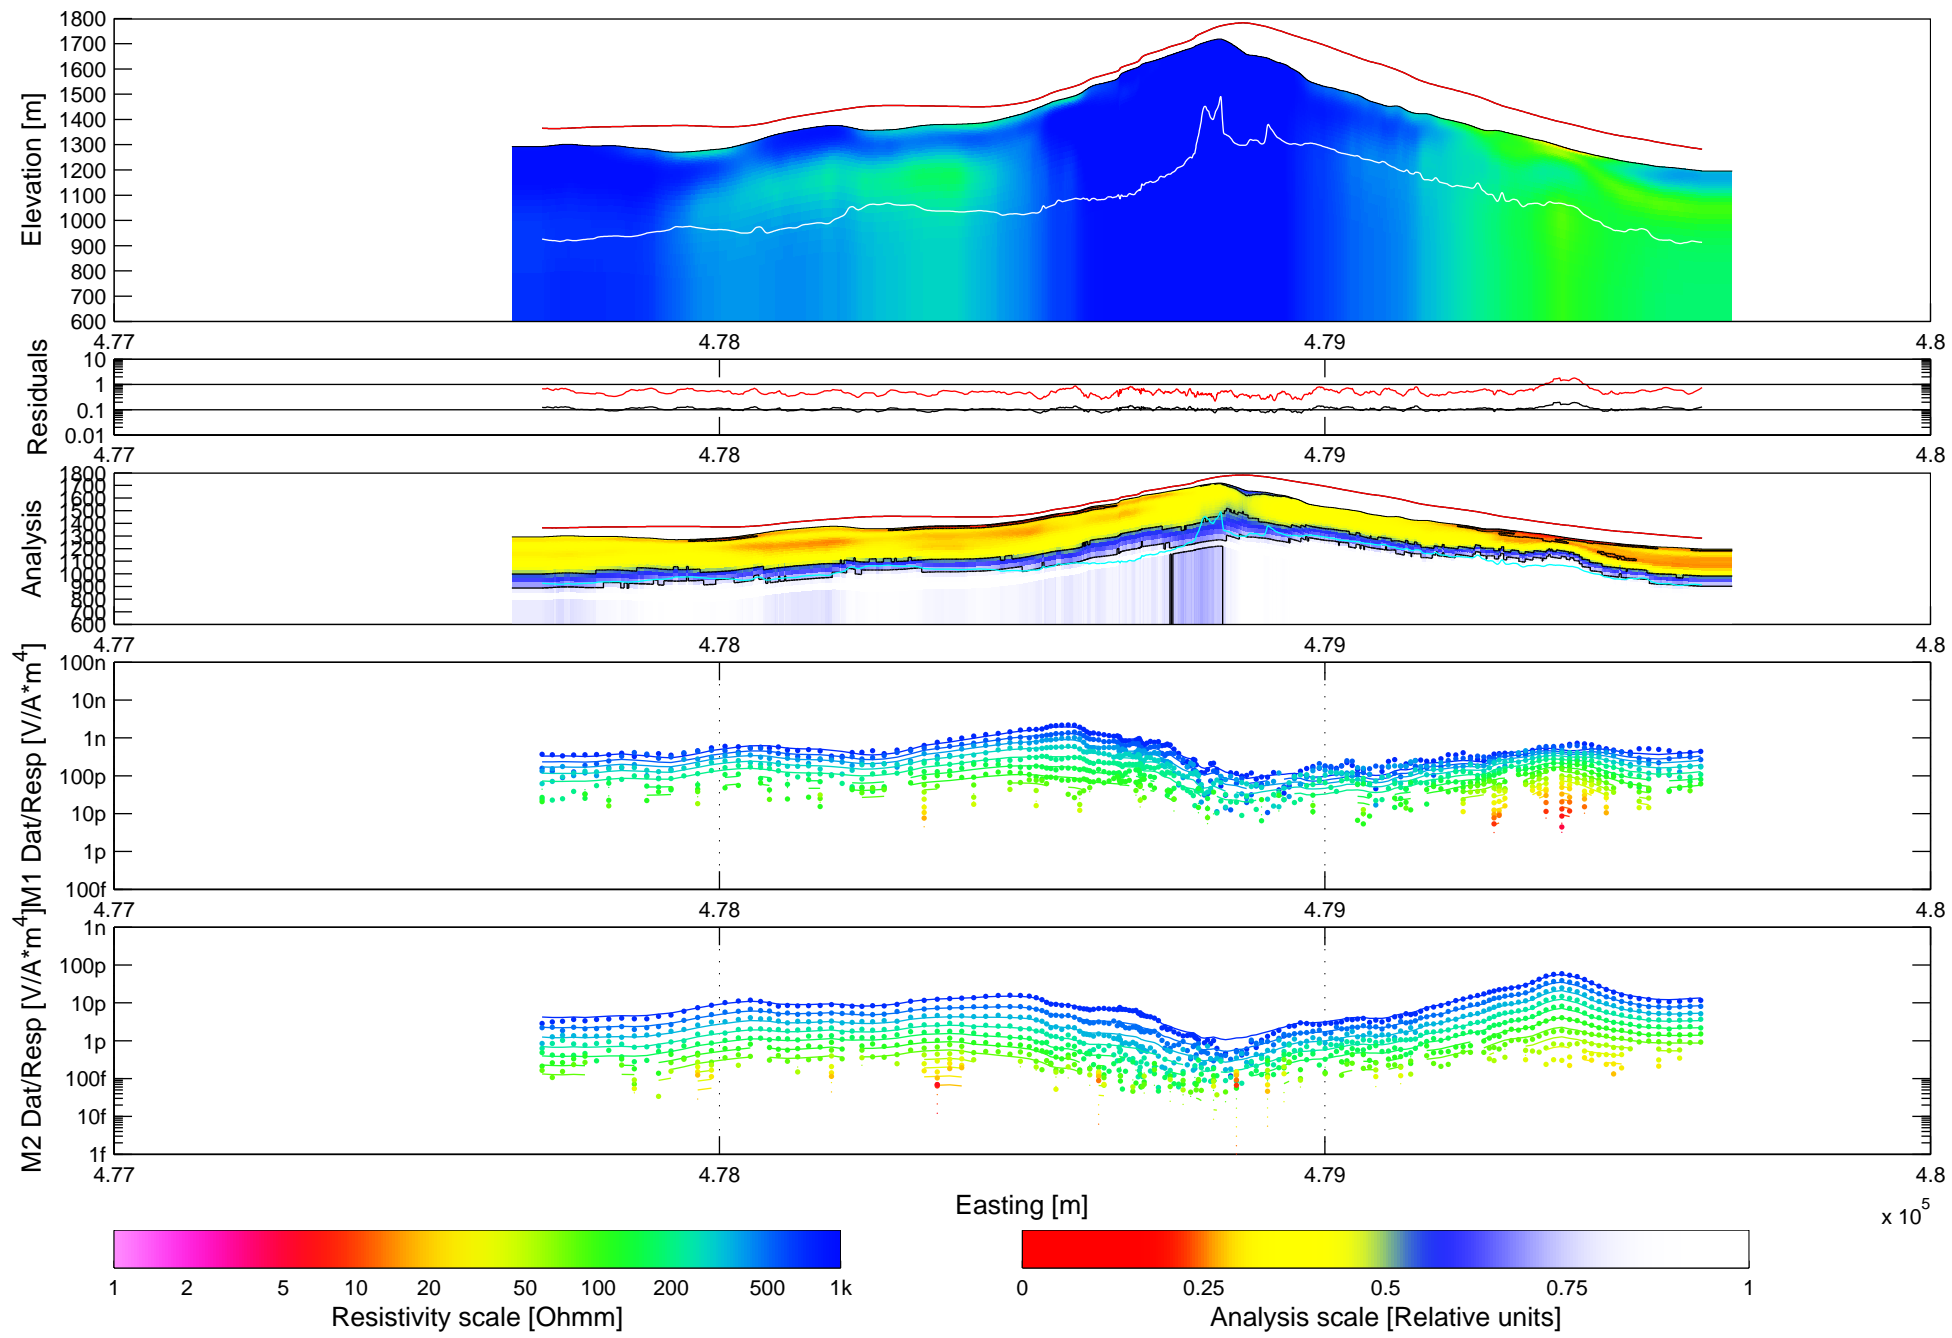 1800
1700
1600
1500
1400
1300
1200
1100
1000
900
800
700
600
Elevation [m]
4.77 4.78 4.79 4.8
10
1
0.1
0.01
Residuals
4.77 4.78 4.79 4.8
1800
1700
1600
1500
1400
1300
1200
1100
1000
900
800
700
600
Analysis
4.77 4.78 4.79 4.8
100n
10n
1n
100p
10p
1p
100f
M1 Dat/Resp [V/A*m^4]
4.77 4.78 4.79 4.8
1n
100p
10p
1p
100f
10f
1f
M2 Dat/Resp [V/A*m^4]
4.77 4.78 4.79 4.8
Easting [m]
x 10^5
1 2 5 10 20 50 100 200 500 1k
Resistivity scale [Ohmm]
0 0.25 0.5 0.75 1
Analysis scale [Relative units]